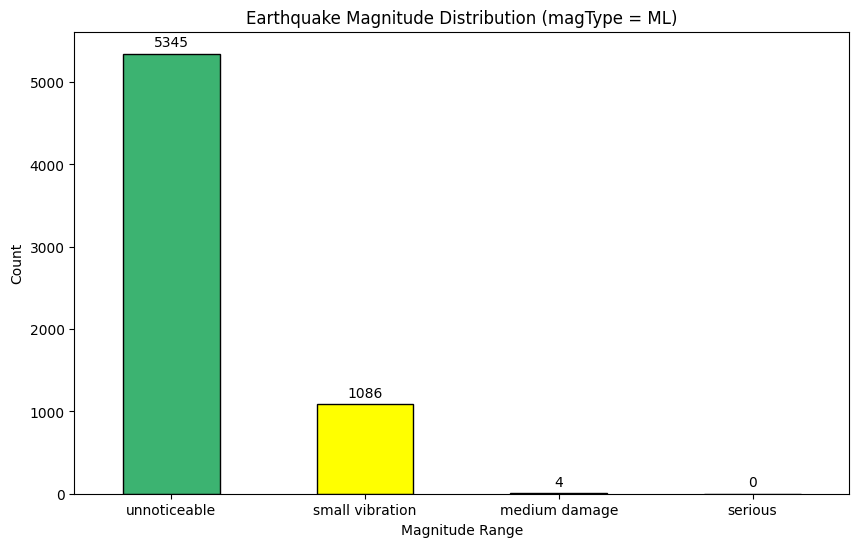 Earthquake Magnitude Distribution (magType = ML)
5345
5000
4000
3000
2000
1086
1000
4
0
0
Count
unnoticeable
small vibration
medium damage
serious
Magnitude Range